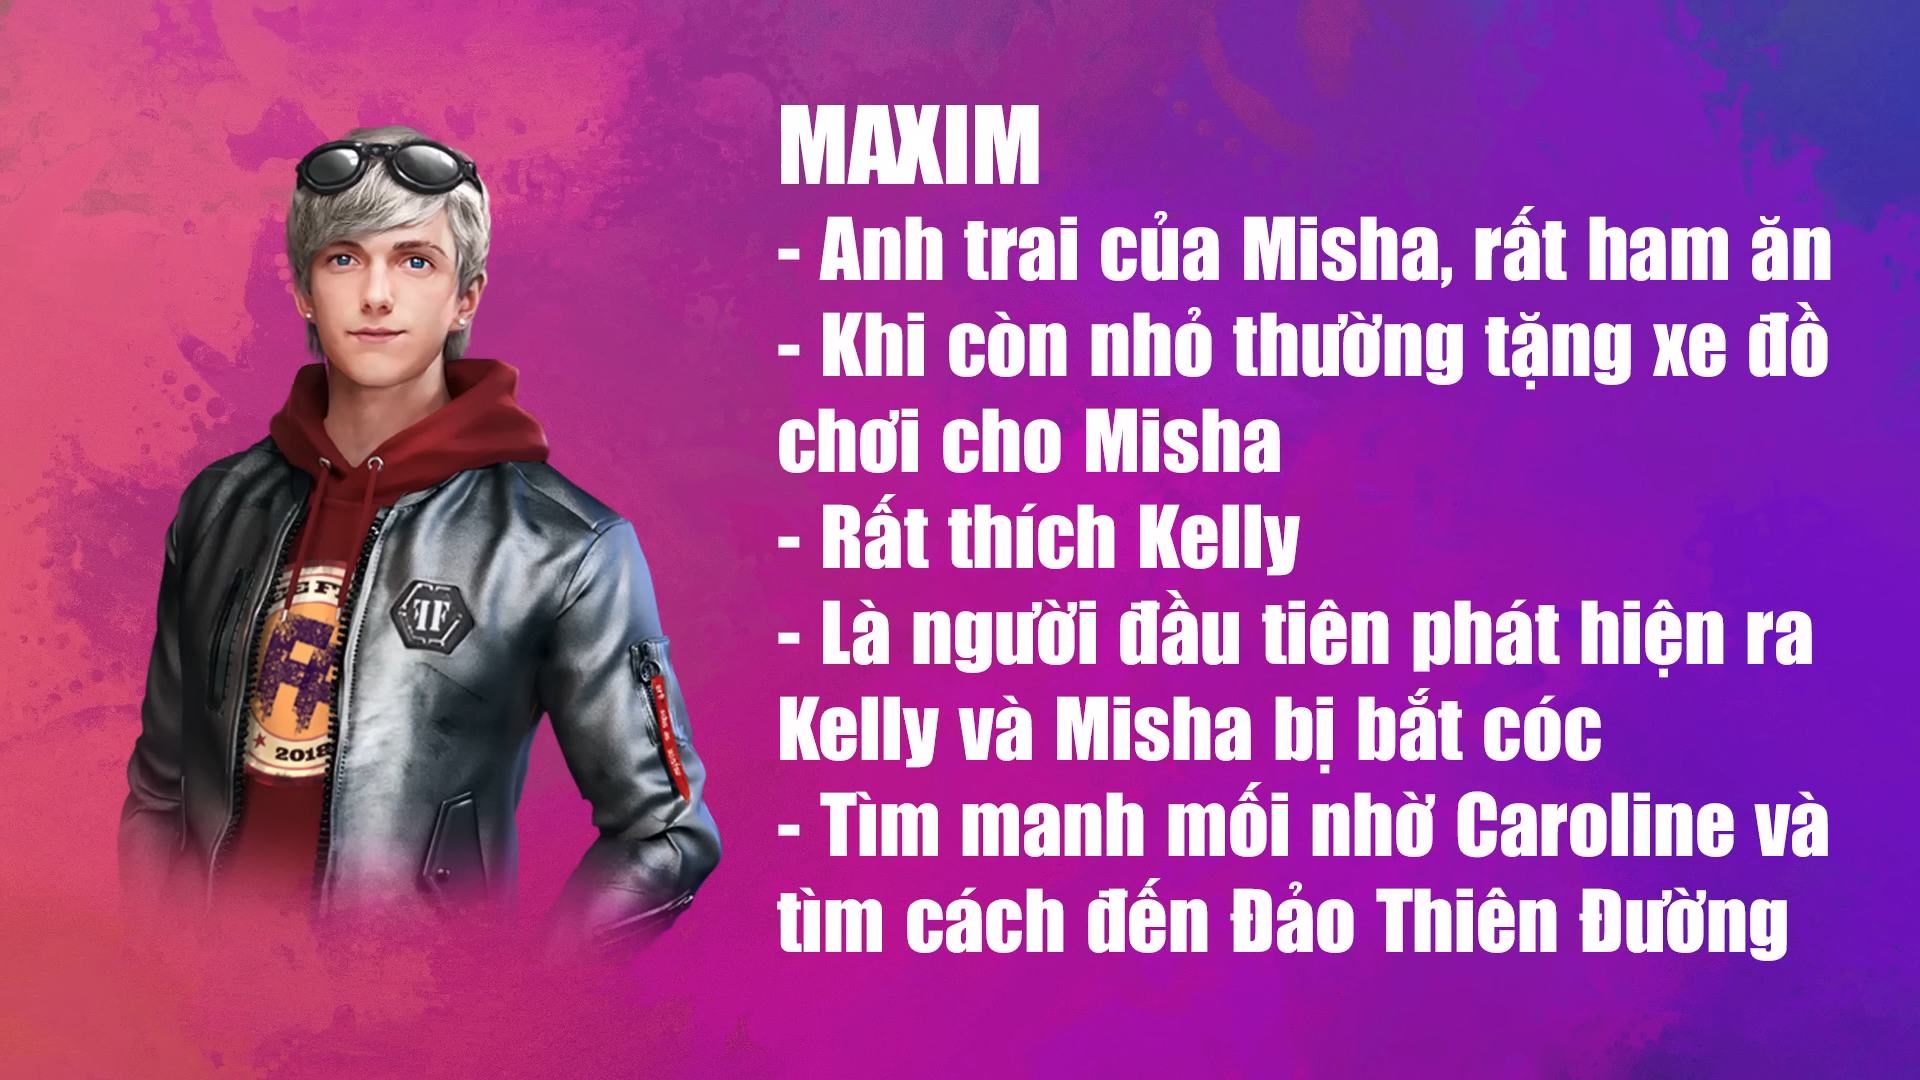 MAXIM
- Anh trai của Misha, rất ham ăn
- Khi còn nhỏ thường tặng xe đồ
chơi cho Misha
- Rất thích Kelly
- Là người đầu tiên phát hiện ra
Kelly và Misha bị bắt cóc
- Tìm manh mối nhờ Caroline và
tìm cách đến Đảo Thiên Đường
FF
2018